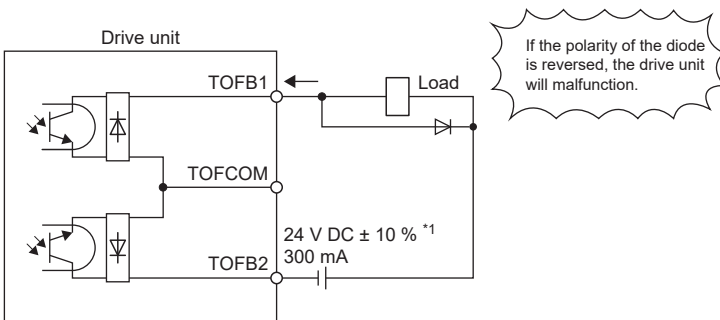 Drive unit
If the polarity of the diode
is reversed, the drive unit
will malfunction.
TOFB1
Load
TOFCOM
24 V DC ± 10 % *1
300 mA
TOFB2